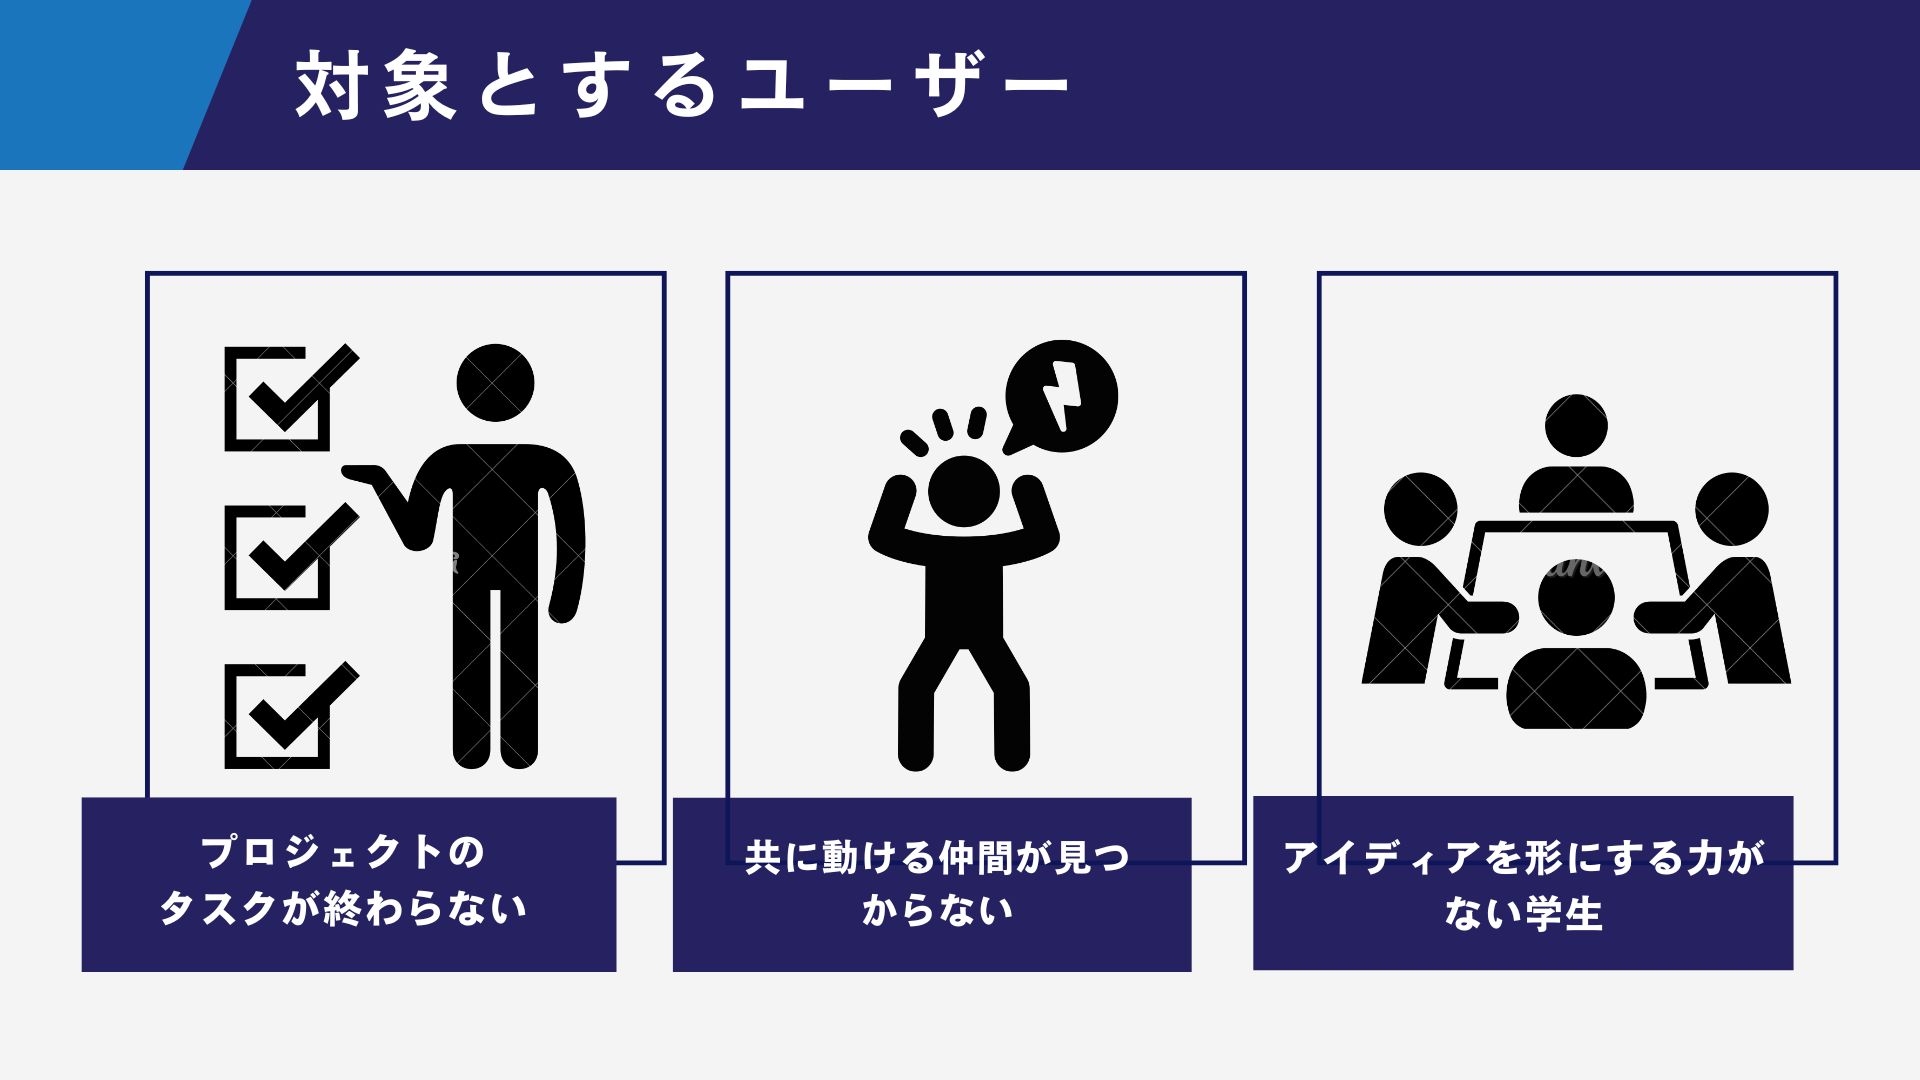 対象とするユーザー
プロジェクトの
タスクが終わらない
共に動ける仲間が見つ
からない
アイディアを形にする力が
ない学生